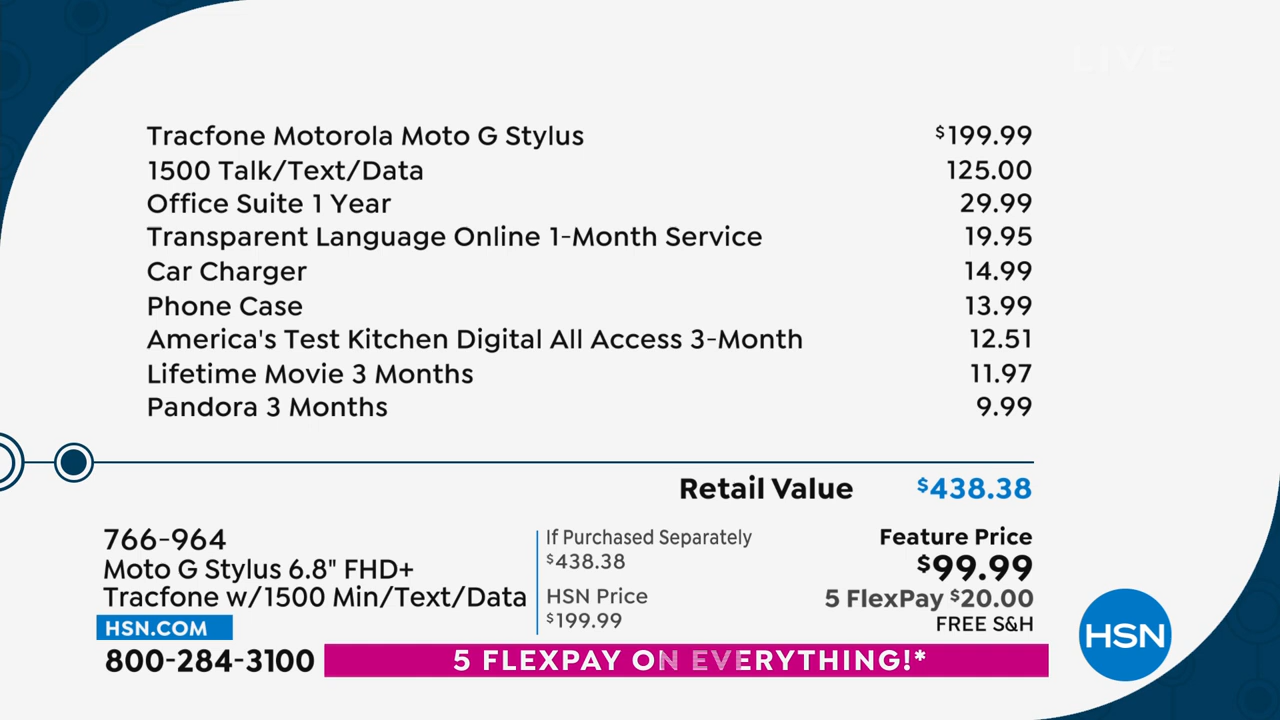 LIVE
Tracfone Motorola Moto G Stylus $199.99
1500 Talk/Text/Data 125.00
Office Suite 1 Year 29.99
Transparent Language Online 1-Month Service 19.95
Car Charger 14.99
Phone Case 13.99
America's Test Kitchen Digital All Access 3-Month 12.51
Lifetime Movie 3 Months 11.97
Pandora 3 Months 9.99
Retail Value $438.38
766-964
Moto G Stylus 6.8" FHD+
Tracfone w/1500 Min/Text/Data
HSN.COM
800-284-3100
If Purchased Separately
$438.38
HSN Price
$199.99
Feature Price
$99.99
5 FlexPay $20.00
FREE S&H
5 FLEXPAY ON EVERYTHING!*
HSN